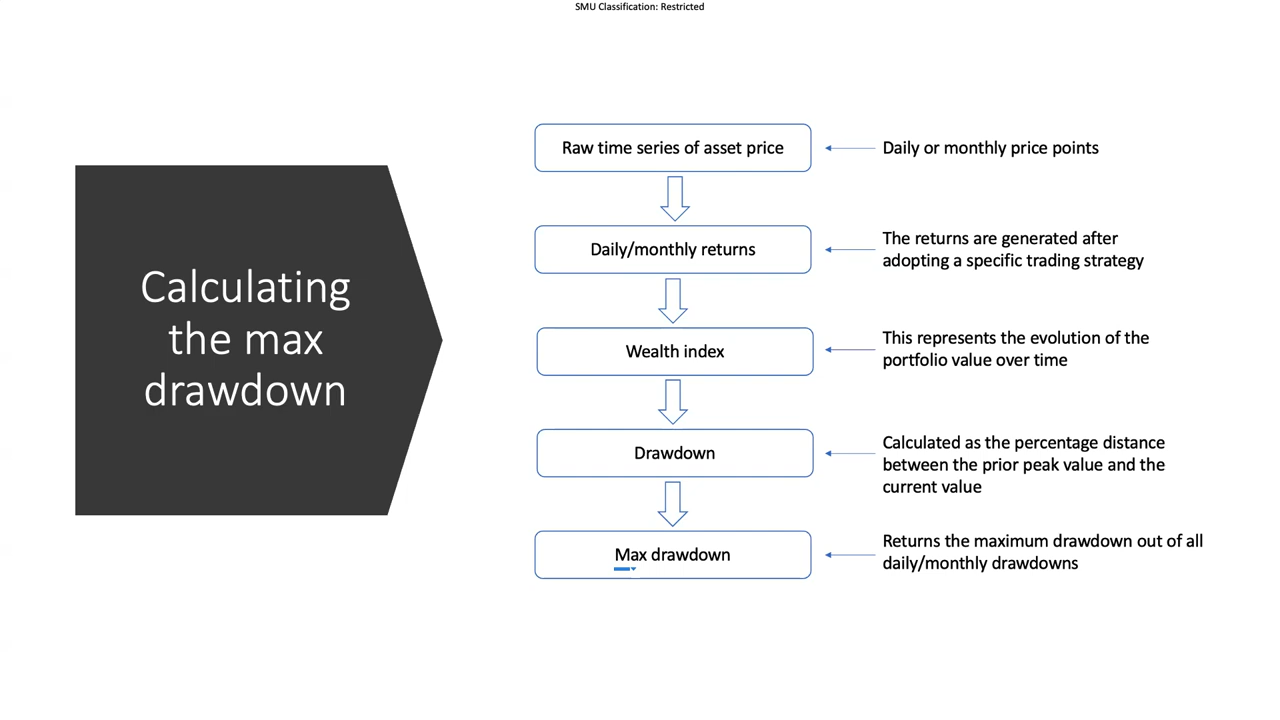 SMU Classification: Restricted
Calculating
the max
drawdown
Raw time series of asset price
Daily or monthly price points
Daily/monthly returns
The returns are generated after
adopting a specific trading strategy
Wealth index
This represents the evolution of the
portfolio value over time
Drawdown
Calculated as the percentage distance
between the prior peak value and the
current value
Max drawdown
Returns the maximum drawdown out of all
daily/monthly drawdowns